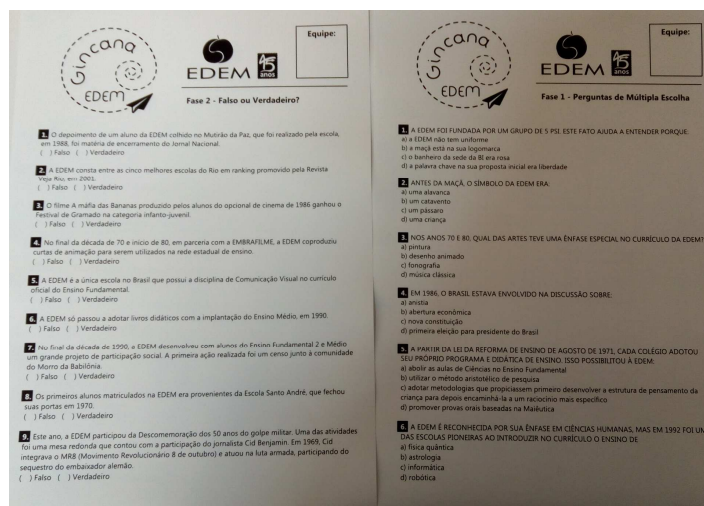 Gincana
EDEM
EDEM
45
anos
Equipe:
Fase 2 - Falso ou Verdadeiro?
1. O depoimento de um aluno da EDEM colhido no Mutirão da Paz, que foi realizado pela escola,
em 1988, foi matéria de encerramento do Jornal Nacional.
( ) Falso ( ) Verdadeiro
2. A EDEM consta entre as cinco melhores escolas do Rio em ranking promovido pela Revista
Veja Rio, em 2001.
( ) Falso ( ) Verdadeiro
3. O filme A máfia das Bananas produzido pelos alunos do opcional de cinema de 1986 ganhou o
Festival de Gramado na categoria infanto-juvenil.
( ) Falso ( ) Verdadeiro
4. No final da década de 70 e inicio de 80, em parceria com a EMBRAFILME, a EDEM coproduziu
curtas de animação para serem utilizados na rede estadual de ensino.
( ) Falso ( ) Verdadeiro
5. A EDEM é a única escola no Brasil que possui a disciplina de Comunicação Visual no currículo
oficial do Ensino Fundamental.
( ) Falso ( ) Verdadeiro
6. A EDEM só passou a adotar livros didáticos com a implantação do Ensino Médio, em 1990.
( ) Falso ( ) Verdadeiro
7. No final da década de 1990, a EDEM desenvolveu com alunos do Ensino Fundamental 2 e Médio
um grande projeto de participação social. A primeira ação realizada foi um censo junto à comunidade
do Morro da Babilônia.
( ) Falso ( ) Verdadeiro
8. Os primeiros alunos matriculados na EDEM era provenientes da Escola Santo André, que fechou
suas portas em 1970.
( ) Falso ( ) Verdadeiro
9. Este ano, a EDEM participou da Descomemoração dos 50 anos do golpe militar. Uma das atividades
foi uma mesa redonda que contou com a participação do jornalista Cid Benjamin. Em 1969, Cid
integrava o MR8 (Movimento Revolucionário 8 de outubro) e atuou na luta armada, participando do
sequestro do embaixador alemão.
( ) Falso ( ) Verdadeiro
Gincana
EDEM
EDEM
45
anos
Equipe:
Fase 1 - Perguntas de Múltipla Escolha
1. A EDEM FOI FUNDADA POR UM GRUPO DE 5 PSI. ESTE FATO AJUDA A ENTENDER PORQUE:
a) a EDEM não tem uniforme
b) a maçã está na sua logomarca
c) o banheiro da sede da BI era rosa
d) a palavra chave na sua proposta inicial era liberdade
2. ANTES DA MAÇÃ, O SÍMBOLO DA EDEM ERA:
a) uma alavanca
b) um catavento
c) um pássaro
d) uma criança
3. NOS ANOS 70 E 80, QUAL DAS ARTES TEVE UMA ÊNFASE ESPECIAL NO CURRÍCULO DA EDEM?
a) pintura
b) desenho animado
c) fonografia
d) música clássica
4. EM 1986, O BRASIL ESTAVA ENVOLVIDO NA DISCUSSÃO SOBRE:
a) anistia
b) abertura econômica
c) nova constituição
d) primeira eleição para presidente do Brasil
5. A PARTIR DA LEI DA REFORMA DE ENSINO DE AGOSTO DE 1971, CADA COLÉGIO ADOTOU
SEU PRÓPRIO PROGRAMA E DIDÁTICA DE ENSINO. ISSO POSSIBILITOU À EDEM:
a) abolir as aulas de Ciências no Ensino Fundamental
b) utilizar o método aristotélico de pesquisa
c) adotar metodologias que propiciassem primeiro desenvolver a estrutura de pensamento da
criança para depois encaminhá-la a um raciocínio mais específico
d) promover provas orais baseadas na Maiêutica
6. A EDEM É RECONHECIDA POR SUA ÊNFASE EM CIÊNCIAS HUMANAS, MAS EM 1992 FOI UM
DAS ESCOLAS PIONEIRAS AO INTRODUZIR NO CURRÍCULO O ENSINO DE
a) física quântica
b) astrologia
c) informática
d) robótica